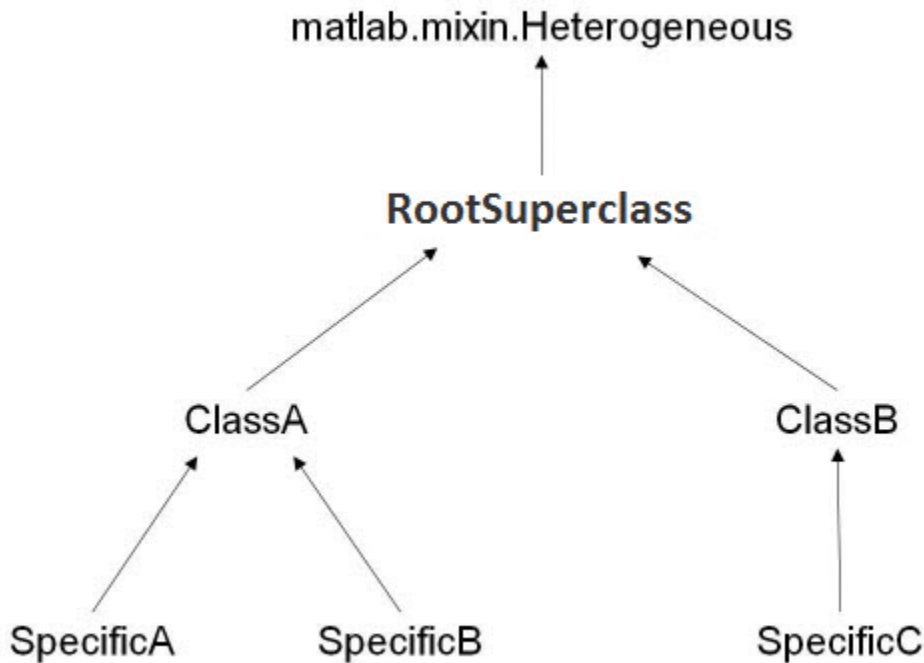 matlab.mixin.Heterogeneous
RootSuperclass
ClassA
ClassB
SpecificA
SpecificB
SpecificC